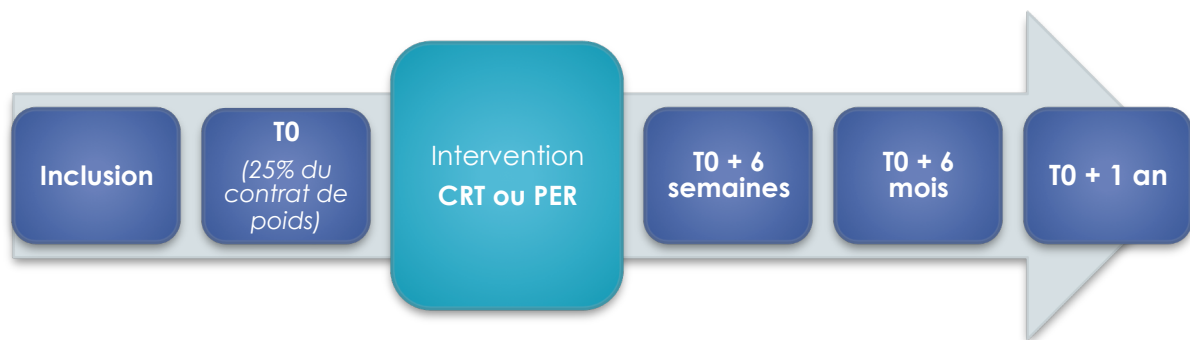 Inclusion
T0
(25% du
contrat de
poids)
Intervention
CRT ou PER
T0 + 6
semaines
T0 + 6
mois
T0 + 1 an